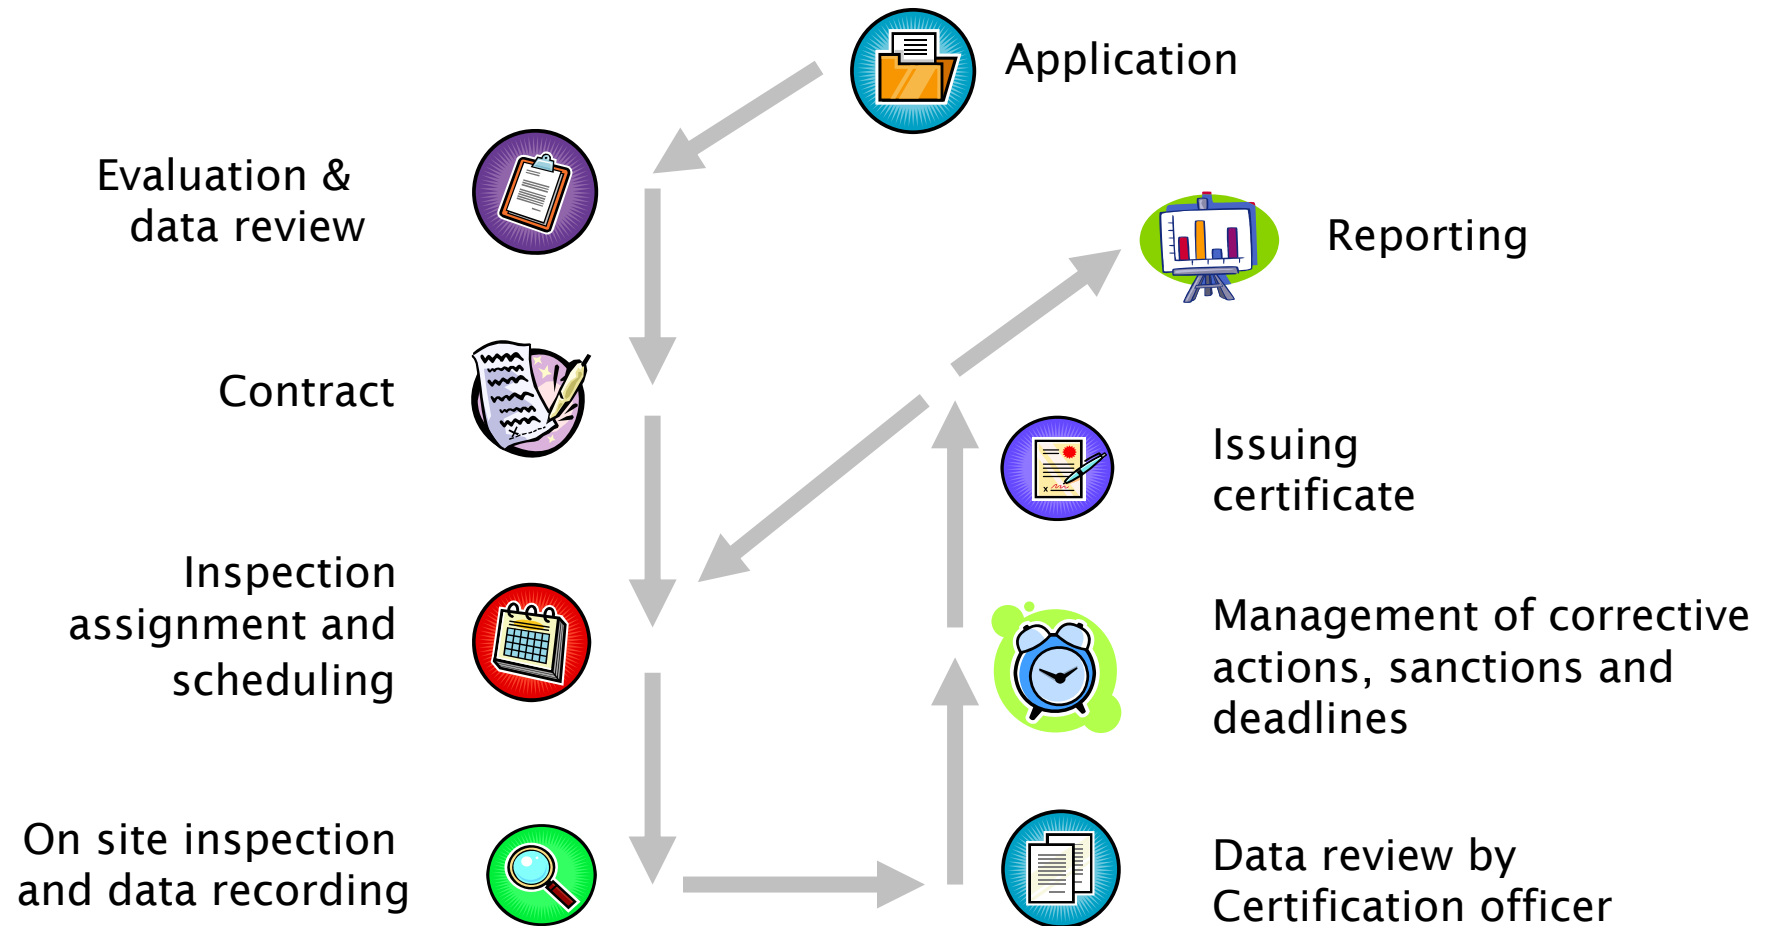 Application
Evaluation &
data review
Reporting
Contract
Issuing
certificate
Inspection
assignment and
scheduling
Management of corrective
actions, sanctions and
deadlines
On site inspection
and data recording
Data review by
Certification officer